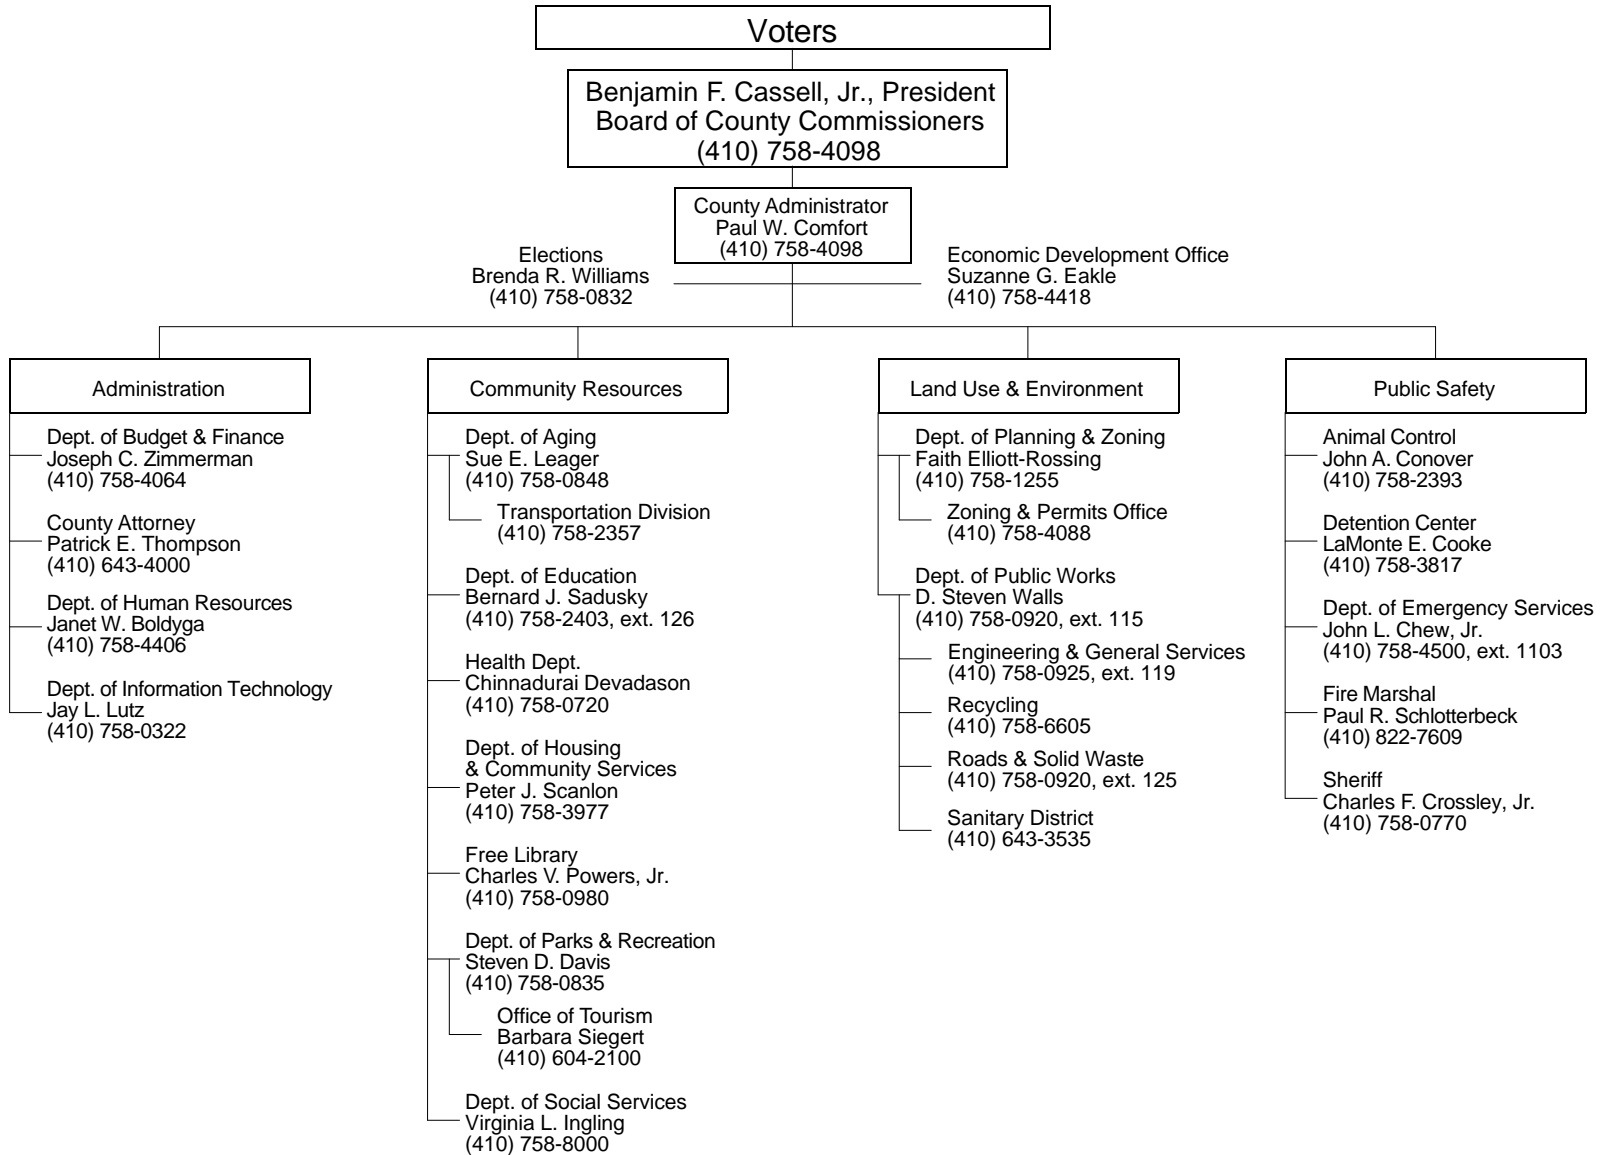 Voters
Benjamin F. Cassell, Jr., President
Board of County Commissioners
(410) 758-4098
County Administrator
Paul W. Comfort
(410) 758-4098
Elections
Brenda R. Williams
(410) 758-0832
Economic Development Office
Suzanne G. Eakle
(410) 758-4418
Administration
Dept. of Budget & Finance
Joseph C. Zimmerman
(410) 758-4064
County Attorney
Patrick E. Thompson
(410) 643-4000
Dept. of Human Resources
Janet W. Boldyga
(410) 758-4406
Dept. of Information Technology
Jay L. Lutz
(410) 758-0322
Community Resources
Dept. of Aging
Sue E. Leager
(410) 758-0848
Transportation Division
(410) 758-2357
Dept. of Education
Bernard J. Sadusky
(410) 758-2403, ext. 126
Health Dept.
Chinnadurai Devadason
(410) 758-0720
Dept. of Housing
& Community Services
Peter J. Scanlon
(410) 758-3977
Free Library
Charles V. Powers, Jr.
(410) 758-0980
Dept. of Parks & Recreation
Steven D. Davis
(410) 758-0835
Office of Tourism
Barbara Siegert
(410) 604-2100
Dept. of Social Services
Virginia L. Ingling
(410) 758-8000
Land Use & Environment
Dept. of Planning & Zoning
Faith Elliott-Rossing
(410) 758-1255
Zoning & Permits Office
(410) 758-4088
Dept. of Public Works
D. Steven Walls
(410) 758-0920, ext. 115
Engineering & General Services
(410) 758-0925, ext. 119
Recycling
(410) 758-6605
Roads & Solid Waste
(410) 758-0920, ext. 125
Sanitary District
(410) 643-3535
Public Safety
Animal Control
John A. Conover
(410) 758-2393
Detention Center
LaMonte E. Cooke
(410) 758-3817
Dept. of Emergency Services
John L. Chew, Jr.
(410) 758-4500, ext. 1103
Fire Marshal
Paul R. Schlotterbeck
(410) 822-7609
Sheriff
Charles F. Crossley, Jr.
(410) 758-0770